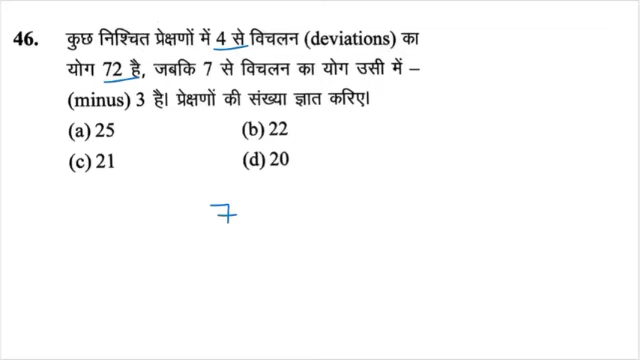 46. कुछ निश्चित प्रेक्षणों में 4 से विचलन (deviations) का
योग 72 है, जबकि 7 से विचलन का योग उसी में –
(minus) 3 है। प्रेक्षणों की संख्या ज्ञात करिए।
(a) 25 (b) 22
(c) 21 (d) 20
7